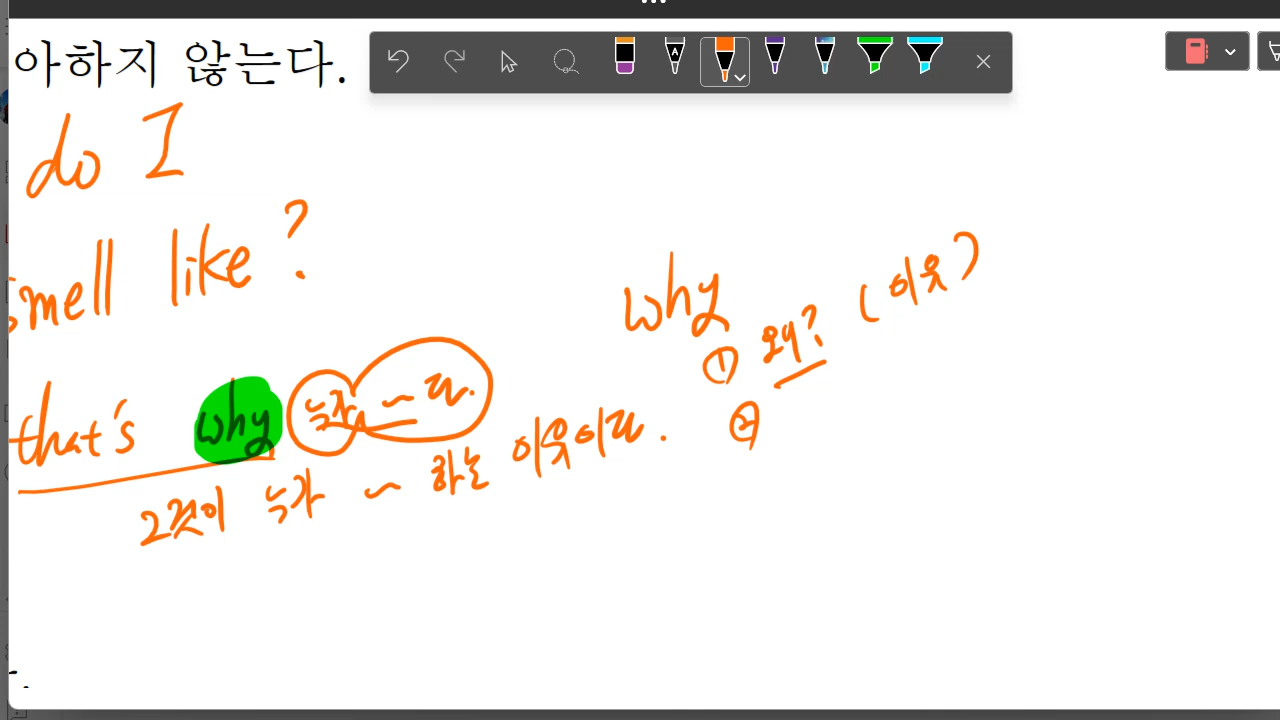 아하지 않는다.
do I
smell like?
why
① 왜? (이유)
②
that's why 누가 ~ 다.
그것이 누가 ~ 하는 이유이다.